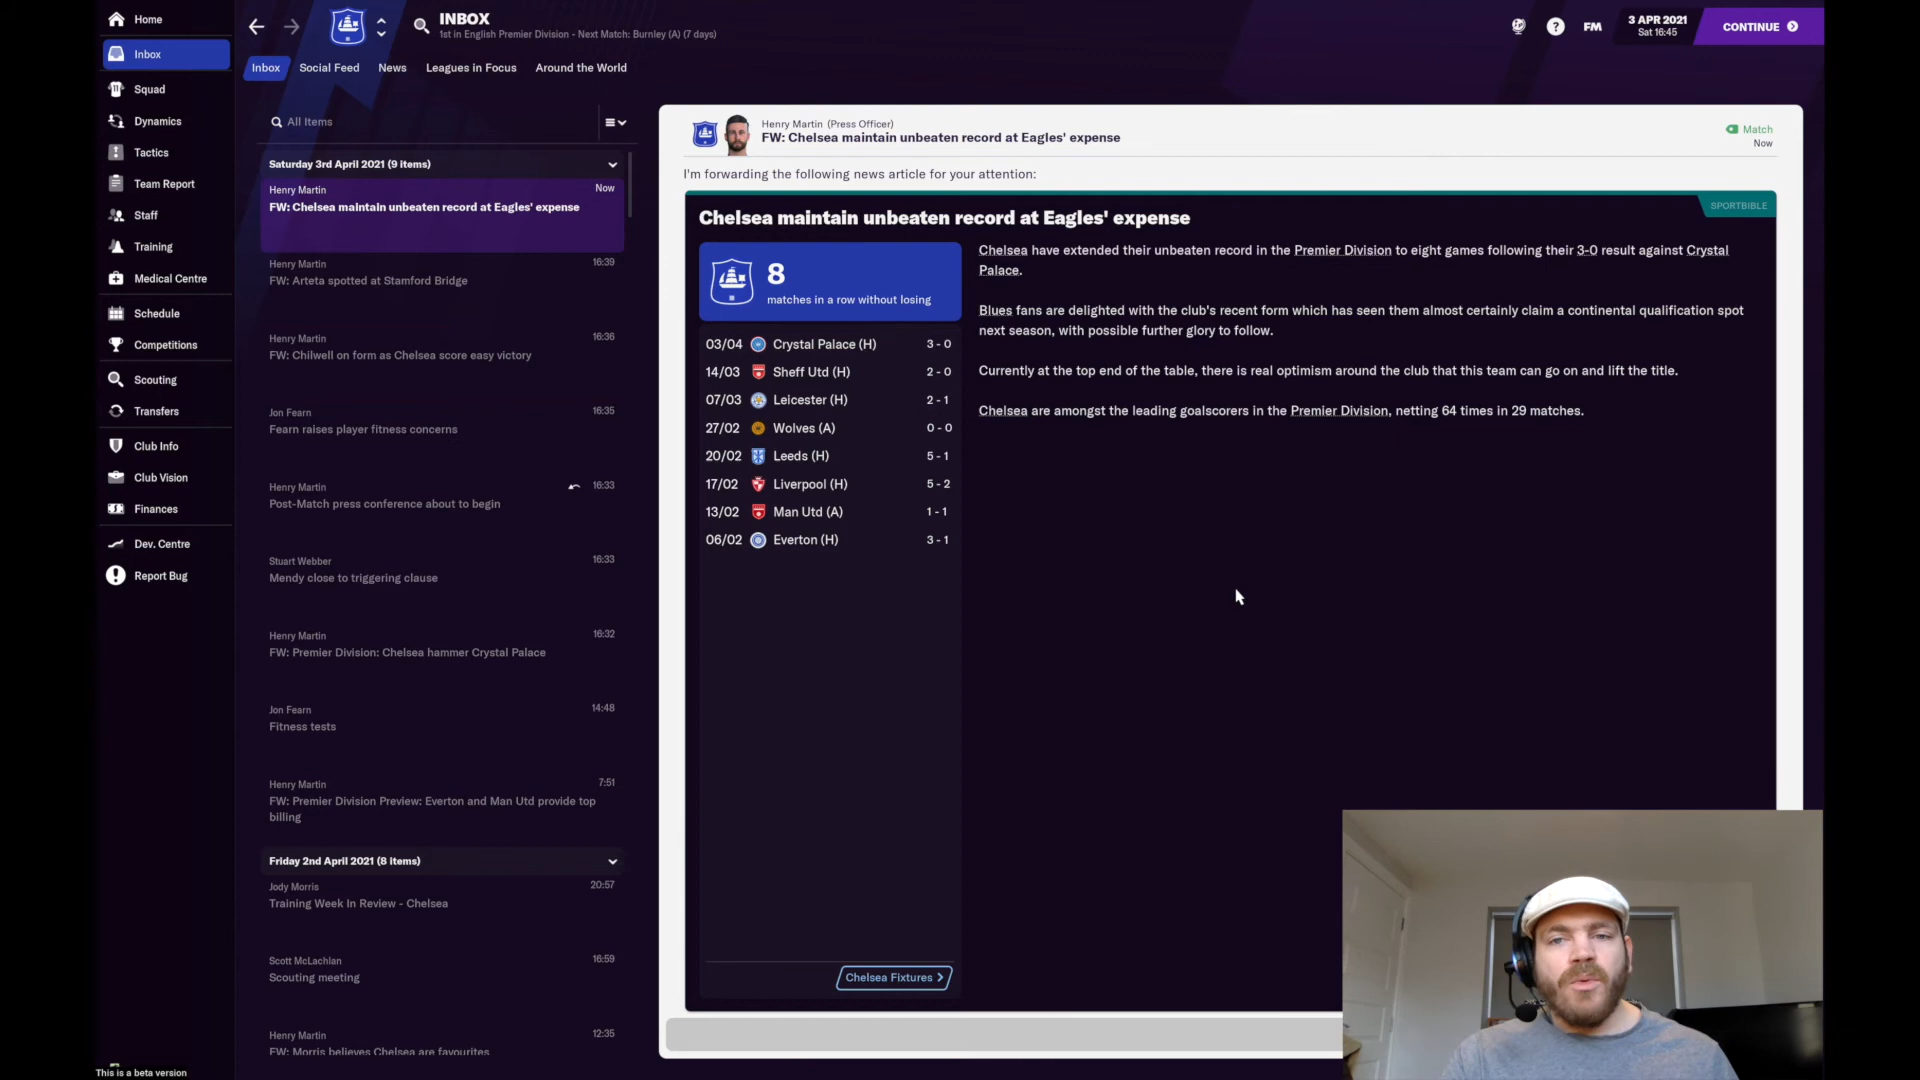 Home
Inbox
Squad
Dynamics
Tactics
Team Report
Staff
Training
Medical Centre
Schedule
Competitions
Scouting
Transfers
Club Info
Club Vision
Finances
Dev. Centre
Report Bug
This is a beta version
INBOX
1st in English Premier Division - Next Match: Burnley (A) (7 days)
FM
3 APR 2021
Sat 16:45
CONTINUE
Inbox
Social Feed
News
Leagues in Focus
Around the World
All Items
Saturday 3rd April 2021 (9 items)
Henry Martin Now
FW: Chelsea maintain unbeaten record at Eagles' expense
Henry Martin 16:39
FW: Arteta spotted at Stamford Bridge
Henry Martin 16:36
FW: Chilwell on form as Chelsea score easy victory
Jon Fearn 16:35
Fearn raises player fitness concerns
Henry Martin 16:33
Post-Match press conference about to begin
Stuart Webber 16:33
Mendy close to triggering clause
Henry Martin 16:32
FW: Premier Division: Chelsea hammer Crystal Palace
Jon Fearn 14:48
Fitness tests
Henry Martin 7:51
FW: Premier Division Preview: Everton and Man Utd provide top
billing
Friday 2nd April 2021 (8 items)
Jody Morris 20:57
Training Week In Review - Chelsea
Scott McLachlan 16:59
Scouting meeting
Henry Martin 12:35
FW: Morris believes Chelsea are favourites
Henry Martin (Press Officer)
FW: Chelsea maintain unbeaten record at Eagles' expense
Match
Now
I'm forwarding the following news article for your attention:
SPORTBIBLE
Chelsea maintain unbeaten record at Eagles' expense
8
matches in a row without losing
03/04 Crystal Palace (H) 3 - 0
14/03 Sheff Utd (H) 2 - 0
07/03 Leicester (H) 2 - 1
27/02 Wolves (A) 0 - 0
20/02 Leeds (H) 5 - 1
17/02 Liverpool (H) 5 - 2
13/02 Man Utd (A) 1 - 1
06/02 Everton (H) 3 - 1
Chelsea Fixtures
Chelsea have extended their unbeaten record in the Premier Division to eight games following their 3-0 result against Crystal
Palace.
Blues fans are delighted with the club's recent form which has seen them almost certainly claim a continental qualification spot
next season, with possible further glory to follow.
Currently at the top end of the table, there is real optimism around the club that this team can go on and lift the title.
Chelsea are amongst the leading goalscorers in the Premier Division, netting 64 times in 29 matches.